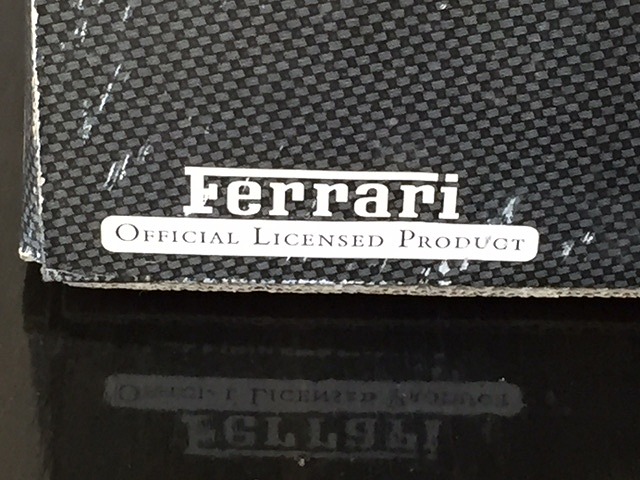 Ferrari
OFFICIAL LICENSED PRODUCT